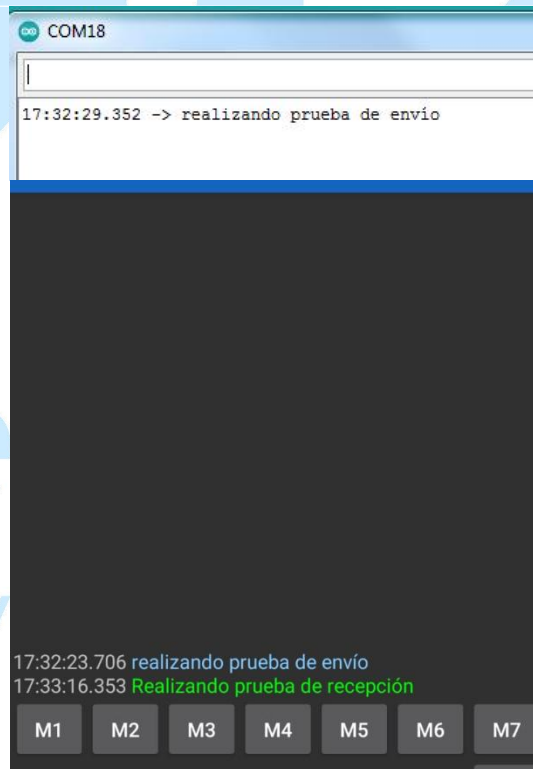 COM18
17:32:29.352 -> realizando prueba de envío
17:32:23.706 realizando prueba de envío
17:33:16.353 Realizando prueba de recepción
M1 M2 M3 M4 M5 M6 M7